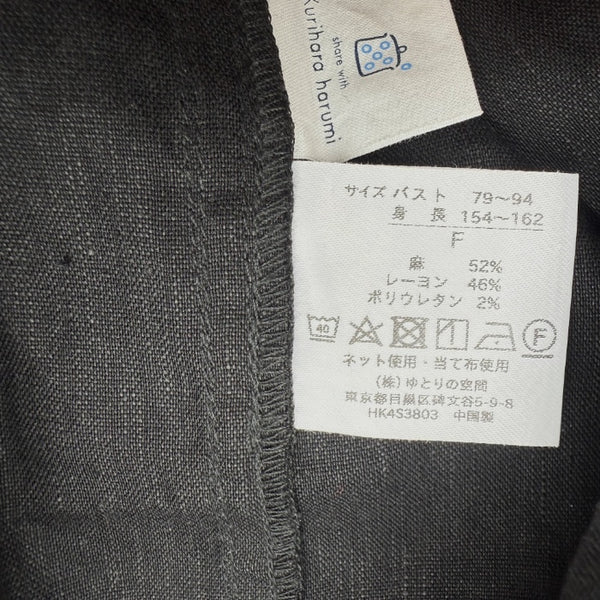 share with
Kurihara harumi
サイズ バスト 79〜94
身 長 154〜162
F
麻 52%
レーヨン 46%
ポリウレタン 2%
40 F
ネット使用・当て布使用
(株)ゆとりの空間
東京都目黒区碑文谷5-9-8
HK4S3803 中国製